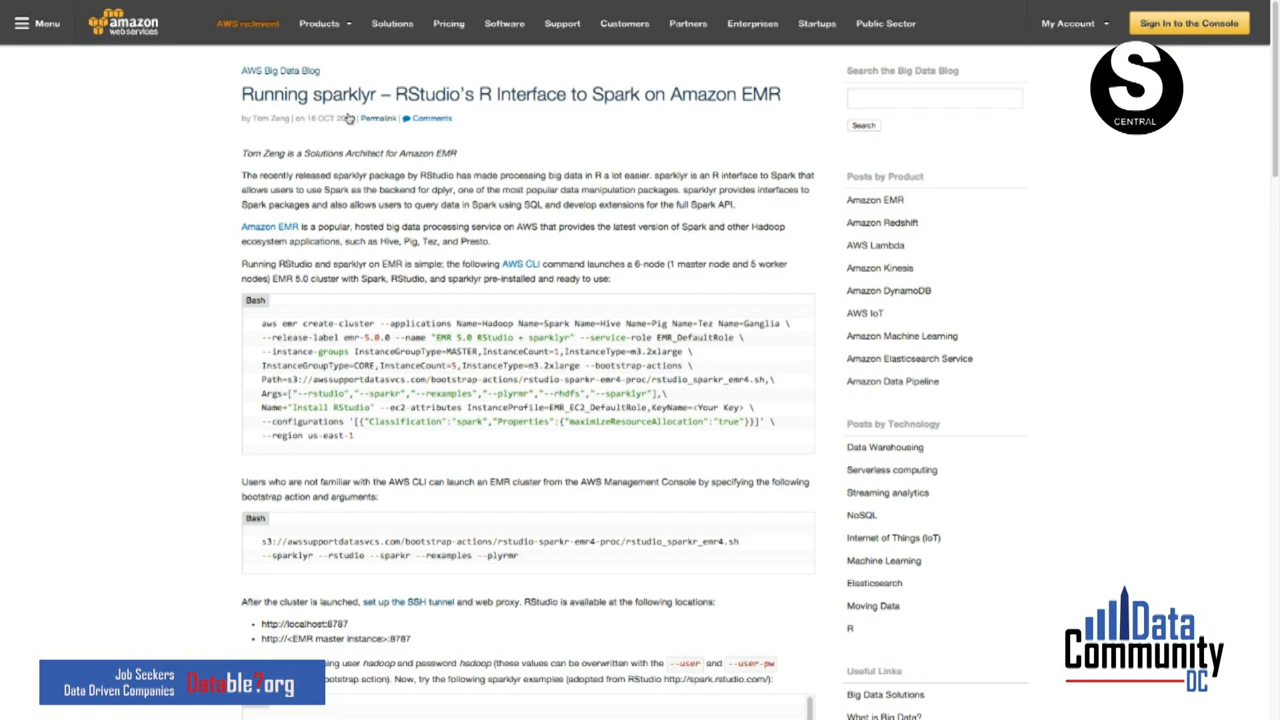 Menu
amazon
web services
AWS re:Invent
Products
Solutions
Pricing
Software
Support
Customers
Partners
Enterprises
Startups
Public Sector
My Account
Sign In to the Console
AWS Big Data Blog
Running sparklyr – RStudio's R Interface to Spark on Amazon EMR
by Tom Zeng | on 18 OCT | Permalink | Comments
Tom Zeng is a Solutions Architect for Amazon EMR
The recently released sparklyr package by RStudio has made processing big data in R a lot easier. sparklyr is an R interface to Spark that
allows users to use Spark as the backend for dplyr, one of the most popular data manipulation packages. sparklyr provides interfaces to
Spark packages and also allows users to query data in Spark using SQL and develop extensions for the full Spark API.
Amazon EMR is a popular, hosted big data processing service on AWS that provides the latest version of Spark and other Hadoop
ecosystem applications, such as Hive, Pig, Tez, and Presto.
Running RStudio and sparklyr on EMR is simple; the following AWS CLI command launches a 6-node (1 master node and 5 worker
nodes) EMR 5.0 cluster with Spark, RStudio, and sparklyr pre-installed and ready to use:
Bash
aws emr create-cluster --applications Name=Hadoop Name=Spark Name=Hive Name=Pig Name=Tez Name=Ganglia \
--release-label emr-5.0.0 --name "EMR 5.0 RStudio + sparklyr" --service-role EMR_DefaultRole \
--instance-groups InstanceGroupType=MASTER,InstanceCount=1,InstanceType=m3.2xlarge \
InstanceGroupType=CORE,InstanceCount=5,InstanceType=m3.2xlarge --bootstrap-actions \
Path=s3://awssupportdatasvcs.com/bootstrap-actions/rstudio-sparkr-emr4-proc/rstudio_sparkr_emr4.sh,\
Args=["--rstudio","--sparkr","--rexamples","--plyrmr","--rhdfs","--sparklyr"],\
Name="Install RStudio" --ec2-attributes InstanceProfile=EMR_EC2_DefaultRole,KeyName=<Your Key> \
--configurations '[{"Classification":"spark","Properties":{"maximizeResourceAllocation":"true"}}]' \
--region us-east-1
Users who are not familiar with the AWS CLI can launch an EMR cluster from the AWS Management Console by specifying the following
bootstrap action and arguments:
Bash
s3://awssupportdatasvcs.com/bootstrap-actions/rstudio-sparkr-emr4-proc/rstudio_sparkr_emr4.sh
--sparklyr --rstudio --sparkr --rexamples --plyrmr
After the cluster is launched, set up the SSH tunnel and web proxy. RStudio is available at the following locations:
• http://localhost:8787
• http://<EMR master instance>:8787
using user hadoop and password hadoop (these values can be overwritten with the --user and --user-pw
action). Now, try the following sparklyr examples (adopted from RStudio http://spark.rstudio.com/):
Search the Big Data Blog
Search
Posts by Product
Amazon EMR
Amazon Redshift
AWS Lambda
Amazon Kinesis
Amazon DynamoDB
AWS IoT
Amazon Machine Learning
Amazon Elasticsearch Service
Amazon Data Pipeline
Posts by Technology
Data Warehousing
Serverless computing
Streaming analytics
NoSQL
Internet of Things (IoT)
Machine Learning
Elasticsearch
Moving Data
R
Useful Links
Big Data Solutions
What is Big Data?
S
CENTRAL
Data
Community
DC
Job Seekers
Data Driven Companies
Datable?org